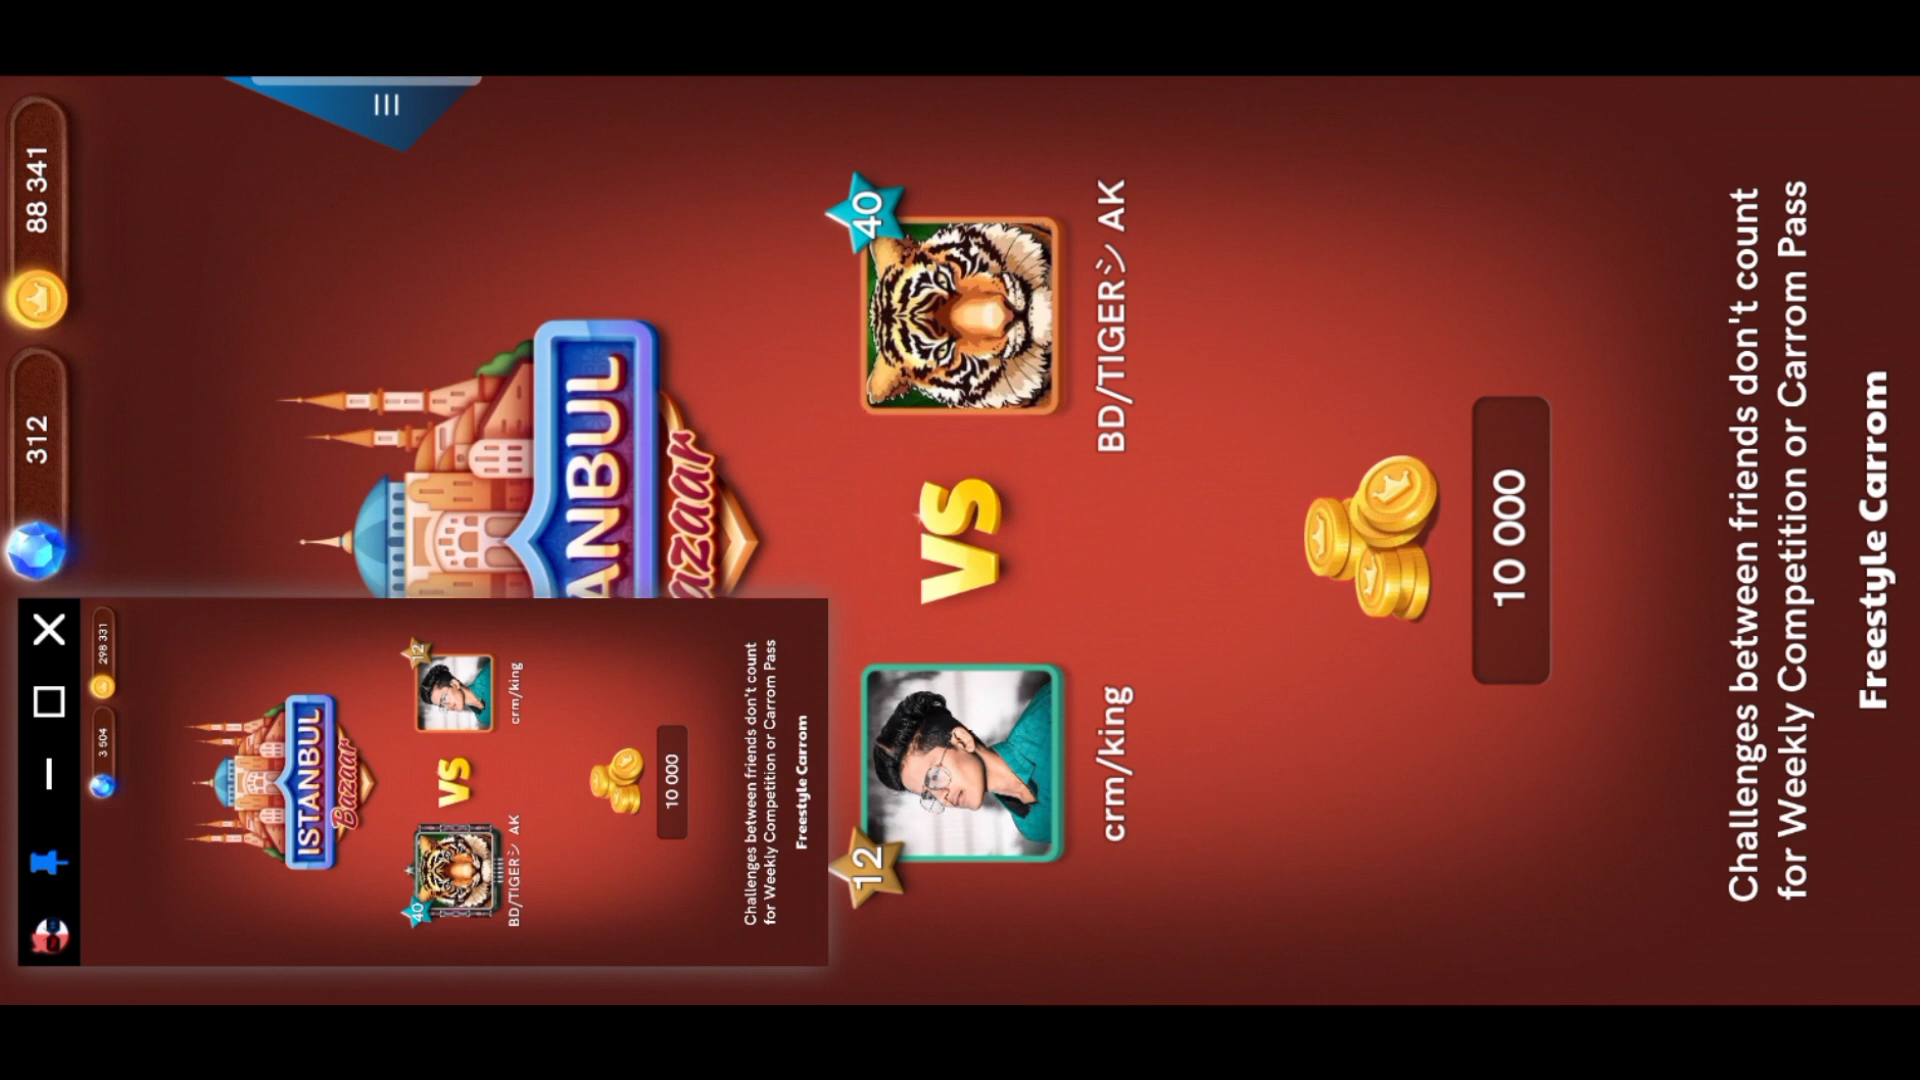 312
88 341
ANBUL
azaar
12
40
VS
crm/king
BD/TIGERシ AK
10 000
Challenges between friends don't count
for Weekly Competition or Carrom Pass
Freestyle Carrom
3 504
298 331
ISTANBUL
Bazaar
40
12
VS
BD/TIGERシ AK
crm/king
10 000
Challenges between friends don't count
for Weekly Competition or Carrom Pass
Freestyle Carrom